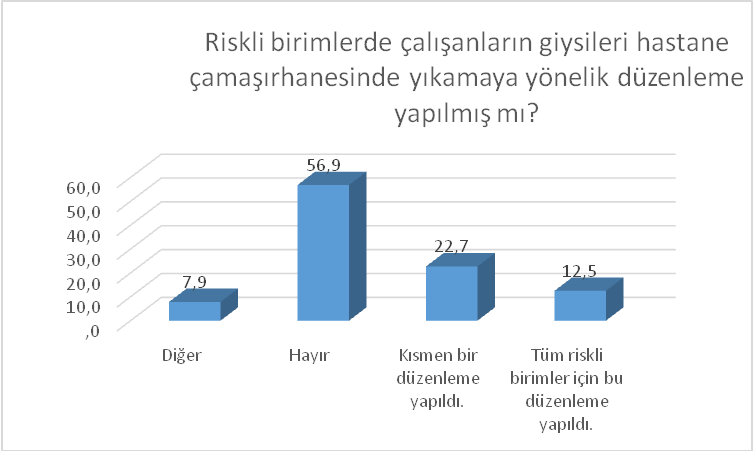 Riskli birimlerde çalışanların giysileri hastane
çamaşırhanesinde yıkamaya yönelik düzenleme
yapılmış mı?
56,9
22,7
12,5
7,9
60,0
50,0
40,0
30,0
20,0
10,0
,0
Diğer
Hayır
Kısmen bir
düzenleme
yapıldı.
Tüm riskli
birimler için bu
düzenleme
yapıldı.